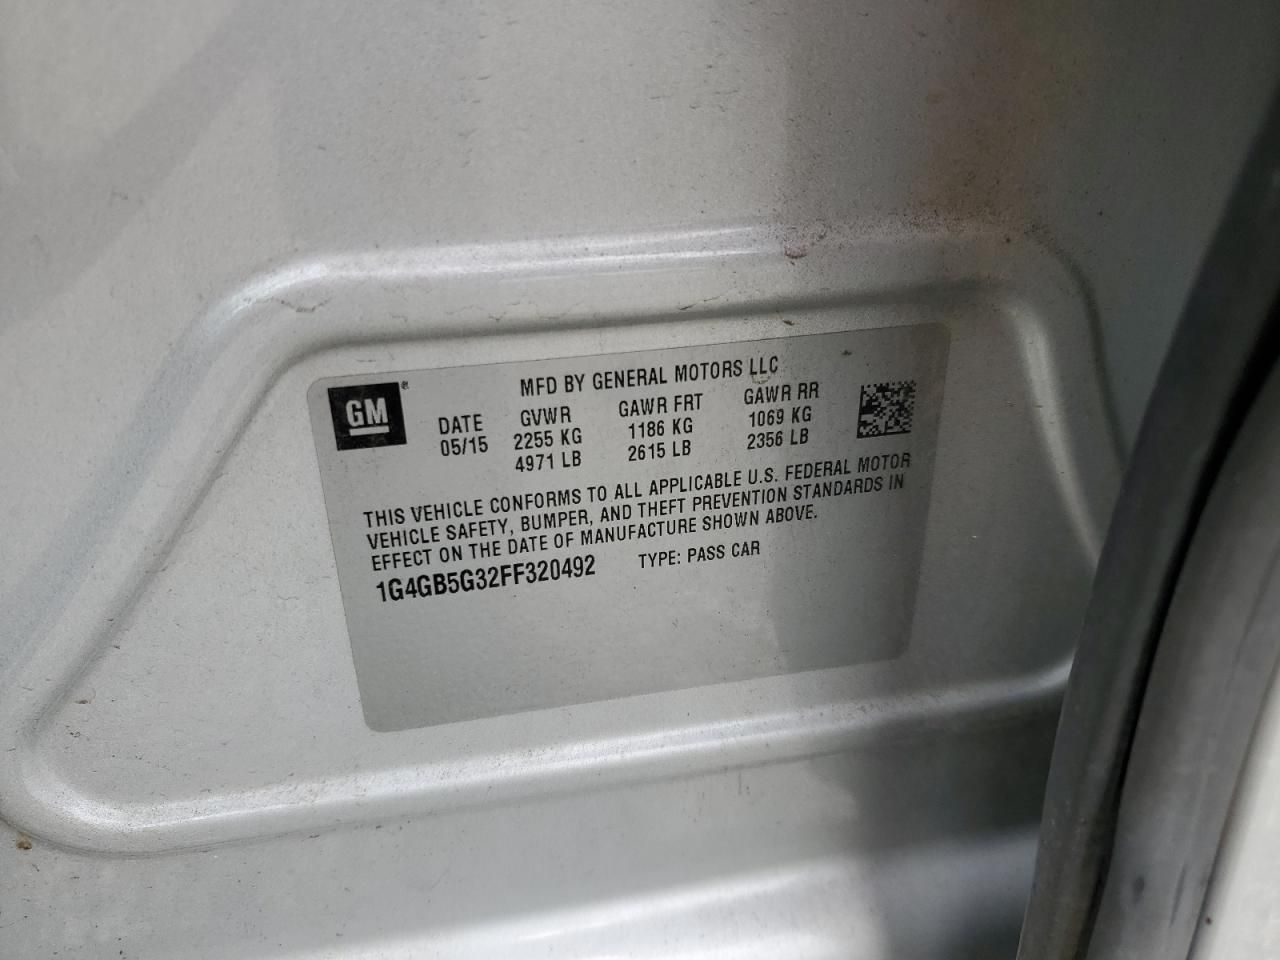 GM®
MFD BY GENERAL MOTORS LLC
DATE GVWR GAWR FRT GAWR RR
05/15 2255 KG 1186 KG 1069 KG
4971 LB 2615 LB 2356 LB
THIS VEHICLE CONFORMS TO ALL APPLICABLE U.S. FEDERAL MOTOR
VEHICLE SAFETY, BUMPER, AND THEFT PREVENTION STANDARDS IN
EFFECT ON THE DATE OF MANUFACTURE SHOWN ABOVE.
1G4GB5G32FF320492 TYPE: PASS CAR